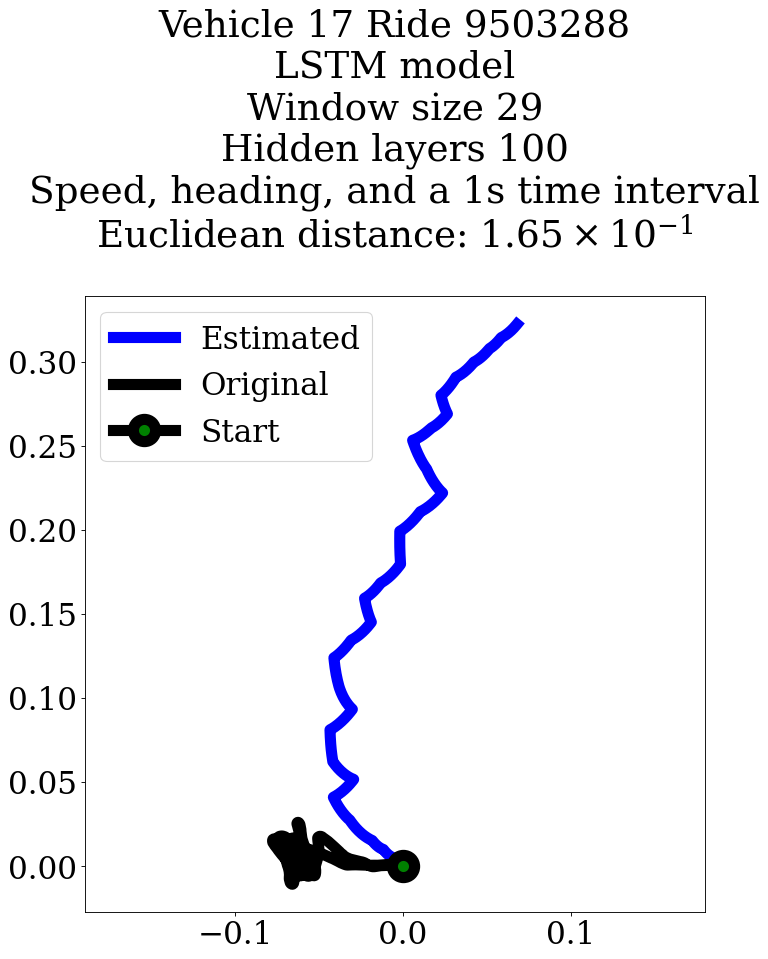 Vehicle 17 Ride 9503288
LSTM model
Window size 29
Hidden layers 100
Speed, heading, and a 1s time interval
Euclidean distance: 1.65 × 10⁻¹
Estimated
Original
Start
0.30
0.25
0.20
0.15
0.10
0.05
0.00
−0.1 0.0 0.1